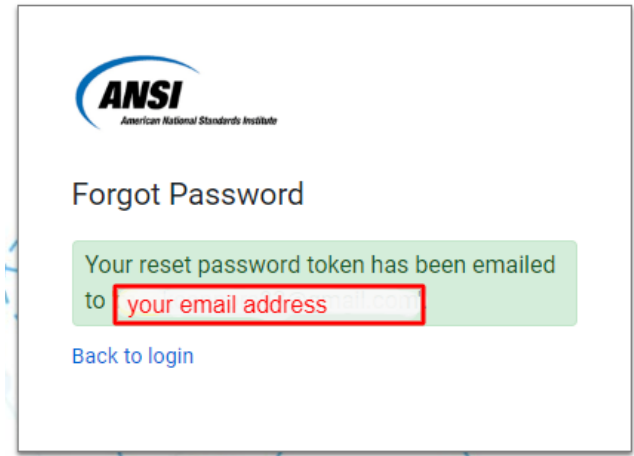 ANSI
American National Standards Institute
Forgot Password
Your reset password token has been emailed
to your email address
Back to login